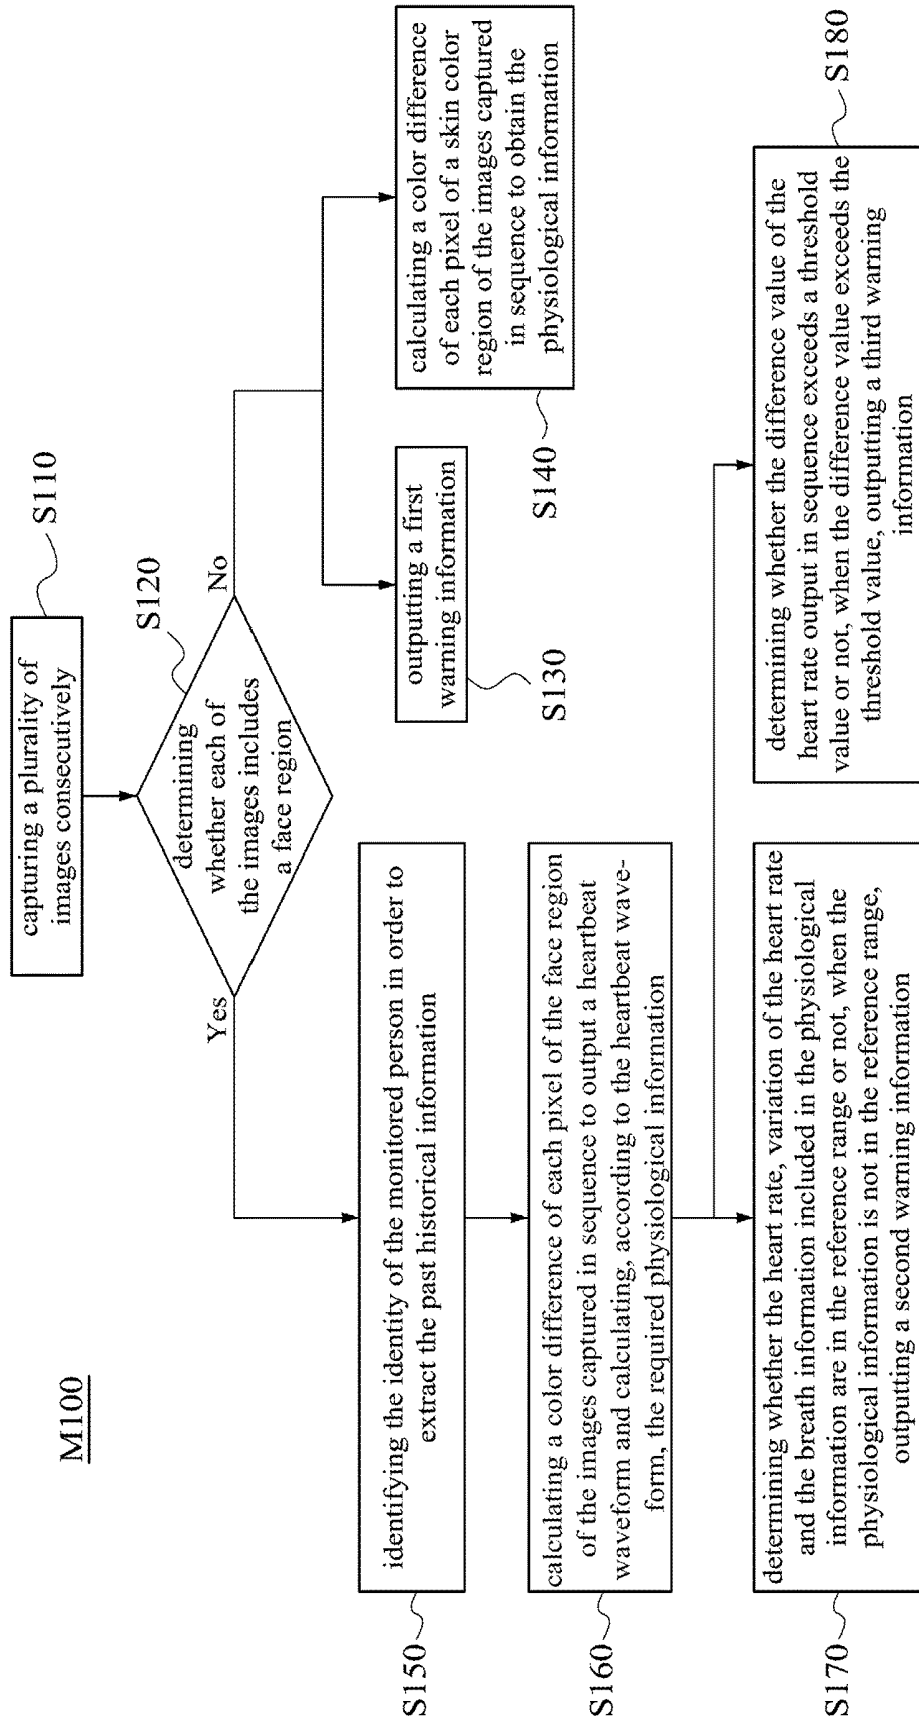 M100
capturing a plurality of
images consecutively
S110
S120
determining
whether each of
the images includes
a face region
Yes
No
outputting a first
warning information
S130
calculating a color difference
of each pixel of a skin color
region of the images captured
in sequence to obtain the
physiological information
S140
identifying the identity of the monitored person in order to
extract the past historical information
S150
calculating a color difference of each pixel of the face region
of the images captured in sequence to output a heartbeat
waveform and calculating, according to the heartbeat wave-
form, the required physiological information
S160
determining whether the heart rate, variation of the heart rate
and the breath information included in the physiological
information are in the reference range or not, when the
physiological information is not in the reference range,
outputting a second warning information
S170
determining whether the difference value of the
heart rate output in sequence exceeds a threshold
value or not, when the difference value exceeds the
threshold value, outputting a third warning
information
S180